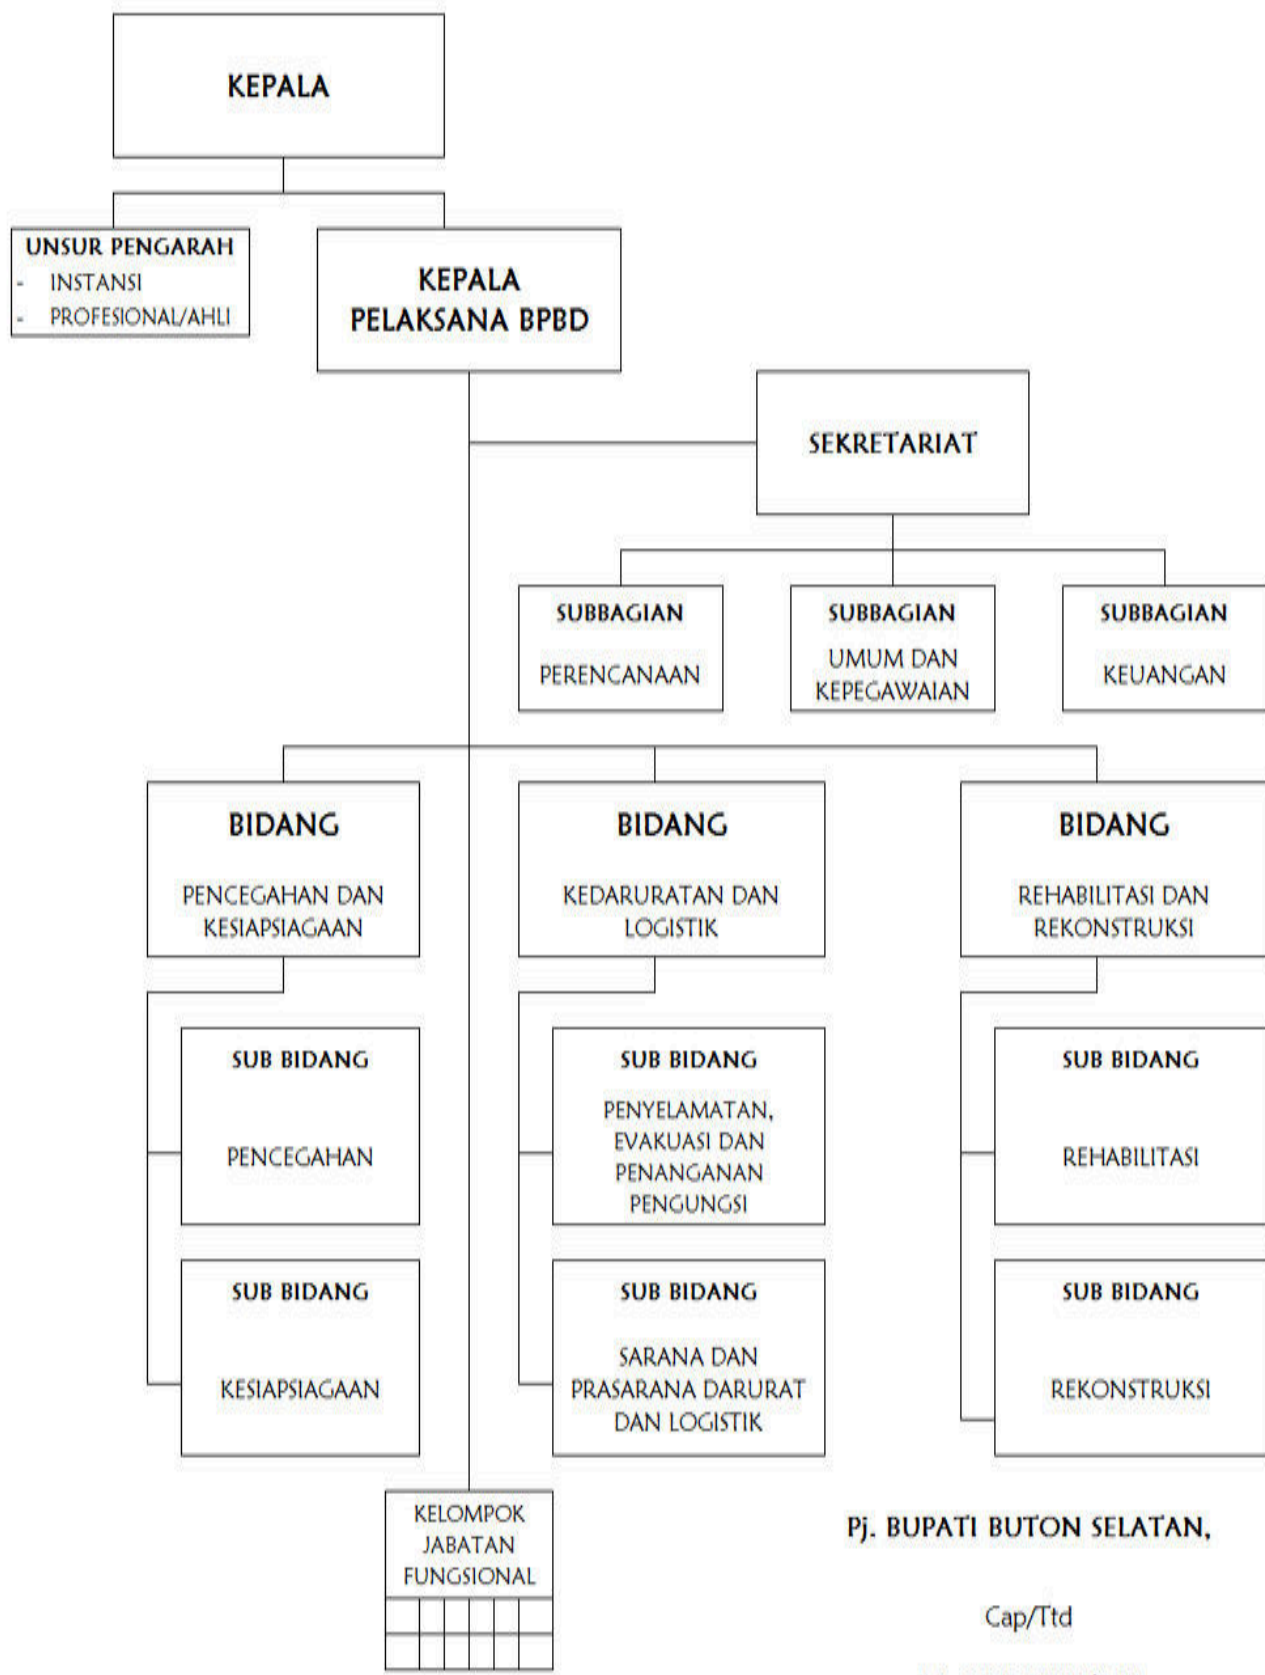 KEPALA
UNSUR PENGARAH
- INSTANSI
- PROFESIONAL/AHLI
KEPALA
PELAKSANA BPBD
SEKRETARIAT
SUBBAGIAN
PERENCANAAN
SUBBAGIAN
UMUM DAN
KEPEGAWAIAN
SUBBAGIAN
KEUANGAN
BIDANG
PENCEGAHAN DAN
KESIAPSIAGAAN
BIDANG
KEDARURATAN DAN
LOGISTIK
BIDANG
REHABILITASI DAN
REKONSTRUKSI
SUB BIDANG
PENCEGAHAN
SUB BIDANG
PENYELAMATAN,
EVAKUASI DAN
PENANGANAN
PENGUNGSI
SUB BIDANG
REHABILITASI
SUB BIDANG
KESIAPSIAGAAN
SUB BIDANG
SARANA DAN
PRASARANA DARURAT
DAN LOGISTIK
SUB BIDANG
REKONSTRUKSI
KELOMPOK
JABATAN
FUNGSIONAL
Pj. BUPATI BUTON SELATAN,
Cap/Ttd